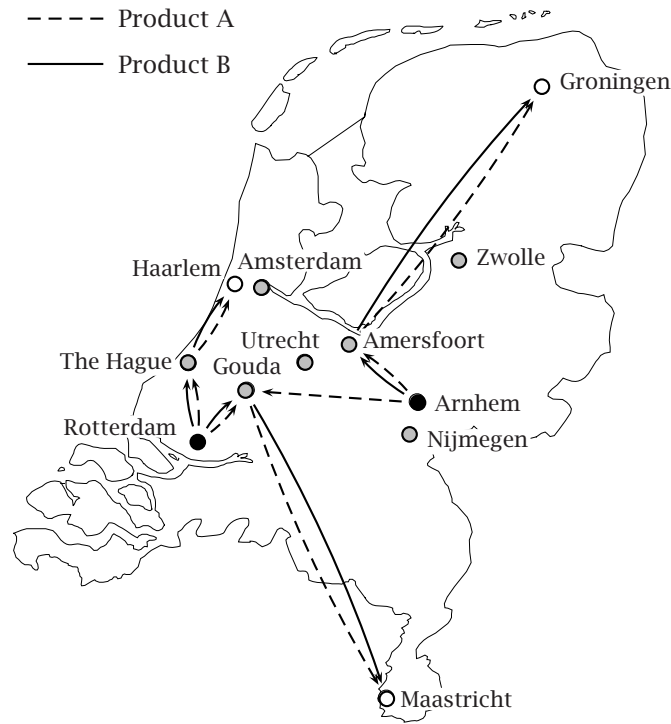 Product A
Product B
Groningen
Zwolle
Haarlem
Amsterdam
Utrecht
Amersfoort
The Hague
Gouda
Arnhem
Rotterdam
Nijmegen
Maastricht